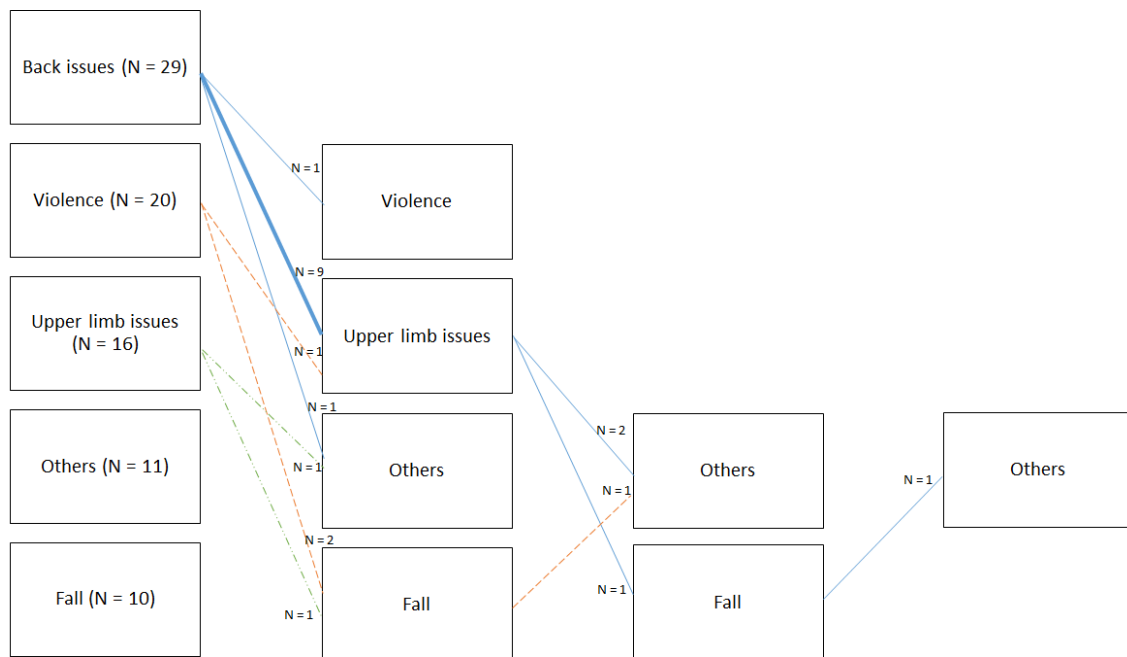 Back issues (N = 29)
N = 1
Violence (N = 20)
Violence
N = 9
Upper limb issues
(N = 16)
Upper limb issues
N = 1
N = 1
N = 2
Others (N = 11)
N = 1
Others
N = 1
Others
N = 1
Others
N = 2
Fall (N = 10)
N = 1
Fall
N = 1
Fall